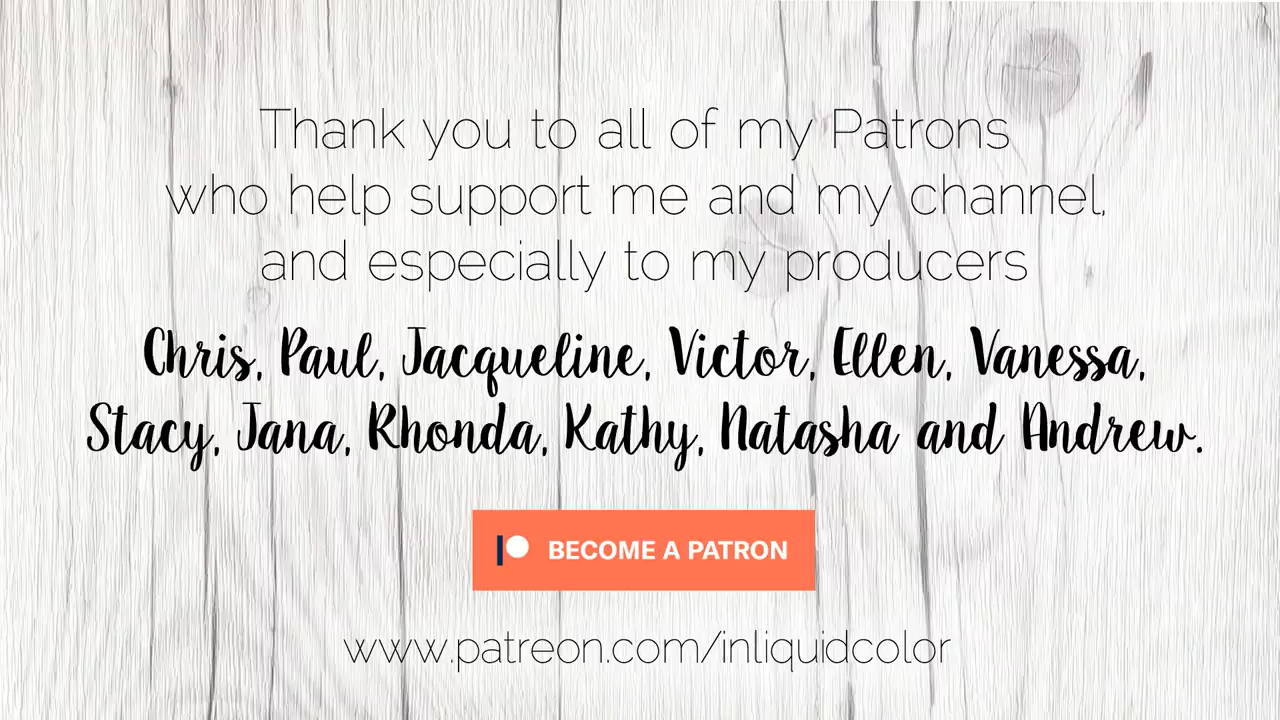 Thank you to all of my Patrons
who help support me and my channel,
and especially to my producers
Chris, Paul, Jacqueline, Victor, Ellen, Vanessa,
Stacy, Jana, Rhonda, Kathy, Natasha and Andrew.
BECOME A PATRON
www.patreon.com/inliquidcolor